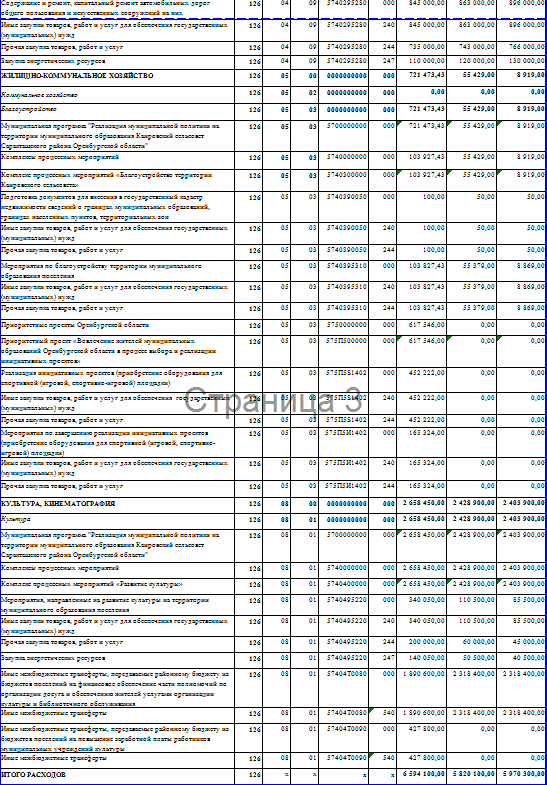 Содержание и ремонт, капитальный ремонт автомобильных дорог общего пользования и искусственных сооружений на них 126 04 09 5740295280 000 845 000,00 863 000,00 896 000,00
Иные закупки товаров, работ и услуг для обеспечения государственных (муниципальных) нужд 126 04 09 5740295280 240 845 000,00 863 000,00 896 000,00
Прочая закупка товаров, работ и услуг 126 04 09 5740295280 244 735 000,00 743 000,00 766 000,00
Закупка энергетических ресурсов 126 04 09 5740295280 247 110 000,00 120 000,00 130 000,00
ЖИЛИЩНО-КОММУНАЛЬНОЕ ХОЗЯЙСТВО 126 05 00 0000000000 000 721 473,43 55 429,00 8 919,00
Коммунальное хозяйство 126 05 02 0000000000 000 0,00 0,00 0,00
Благоустройство 126 05 03 0000000000 000 721 473,43 55 429,00 8 919,00
Муниципальная программа "Реализация муниципальной политики на территории муниципального образования Каировский сельсовет Саракташского района Оренбургской области" 126 05 03 5700000000 000 721 473,43 55 429,00 8 919,00
Комплексы процессных мероприятий 126 05 03 5740000000 000 103 927,43 55 429,00 8 919,00
Комплекс процессных мероприятий «Благоустройство территории Каировского сельсовета» 126 05 03 5740300000 000 103 927,43 55 429,00 8 919,00
Подготовка документов для внесения в государственный кадастр недвижимости сведений о границах муниципальных образований, границах населенных пунктов, территориальных зон 126 05 03 5740390050 000 100,00 50,00 50,00
Иные закупки товаров, работ и услуг для обеспечения государственных (муниципальных) нужд 126 05 03 5740390050 240 100,00 50,00 50,00
Прочая закупка товаров, работ и услуг 126 05 03 5740390050 244 100,00 50,00 50,00
Мероприятия по благоустройству территории муниципального образования поселения 126 05 03 5740395310 000 103 827,43 55 379,00 8 869,00
Иные закупки товаров, работ и услуг для обеспечения государственных (муниципальных) нужд 126 05 03 5740395310 240 103 827,43 55 379,00 8 869,00
Прочая закупка товаров, работ и услуг 126 05 03 5740395310 244 103 827,43 55 379,00 8 869,00
Приоритетные проекты Оренбургской области 126 05 03 5750000000 000 617 546,00 0,00 0,00
Приоритетный проект «Вовлечение жителей муниципальных образований Оренбургской области в процесс выбора и реализации инициативных проектов» 126 05 03 575П500000 000 617 546,00 0,00 0,00
Реализация инициативных проектов (приобретение оборудования для спортивной (игровой, спортивно-игровой) площадки) 126 05 03 575П5S1402 000 452 222,00 0,00 0,00
Иные закупки товаров, работ и услуг для обеспечения государственных (муниципальных) нужд 126 05 03 575П5S1402 240 452 222,00 0,00 0,00
Страница 3
Прочая закупка товаров, работ и услуг 126 05 03 575П5S1402 244 452 222,00 0,00 0,00
Мероприятия по завершению реализации инициативных проектов (приобретение оборудования для спортивной (игровой, спортивно-игровой) площадки) 126 05 03 575П5И1402 000 165 324,00 0,00 0,00
Иные закупки товаров, работ и услуг для обеспечения государственных (муниципальных) нужд 126 05 03 575П5И1402 240 165 324,00 0,00 0,00
Прочая закупка товаров, работ и услуг 126 05 03 575П5И1402 244 165 324,00 0,00 0,00
КУЛЬТУРА, КИНЕМАТОГРАФИЯ 126 08 00 0000000000 000 2 658 450,00 2 428 900,00 2 403 900,00
Культура 126 08 01 0000000000 000 2 658 450,00 2 428 900,00 2 403 900,00
Муниципальная программа "Реализация муниципальной политики на территории муниципального образования Каировский сельсовет Саракташского района Оренбургской области" 126 08 01 5700000000 000 2 658 450,00 2 428 900,00 2 403 900,00
Комплексы процессных мероприятий 126 08 01 5740000000 000 2 658 450,00 2 428 900,00 2 403 900,00
Комплекс процессных мероприятий «Развитие культуры» 126 08 01 5740400000 000 2 658 450,00 2 428 900,00 2 403 900,00
Мероприятия, направленные на развитие культуры на территории муниципального образования поселения 126 08 01 5740495220 000 340 050,00 110 500,00 85 500,00
Иные закупки товаров, работ и услуг для обеспечения государственных (муниципальных) нужд 126 08 01 5740495220 240 340 050,00 110 500,00 85 500,00
Прочая закупка товаров, работ и услуг 126 08 01 5740495220 244 200 000,00 60 000,00 45 000,00
Закупка энергетических ресурсов 126 08 01 5740495220 247 140 050,00 50 500,00 40 500,00
Иные межбюджетные трансферты, передаваемые районному бюджету из бюджетов поселений на финансовое обеспечение части полномочий по организации досуга и обеспечению жителей услугами организации культуры и библиотечного обслуживания 126 08 01 57404Т0080 000 1 890 600,00 2 318 400,00 2 318 400,00
Иные межбюджетные трансферты 126 08 01 57404Т0080 540 1 890 600,00 2 318 400,00 2 318 400,00
Иные межбюджетные трансферты, передаваемые районному бюджету из бюджетов поселений на повышение заработной платы работников муниципальных учреждений культуры 126 08 01 57404Т0090 000 427 800,00 0,00 0,00
Иные межбюджетные трансферты 126 08 01 57404Т0090 540 427 800,00 0,00 0,00
ИТОГО РАСХОДОВ 126 x x x x 6 594 100,00 5 820 100,00 5 970 300,00